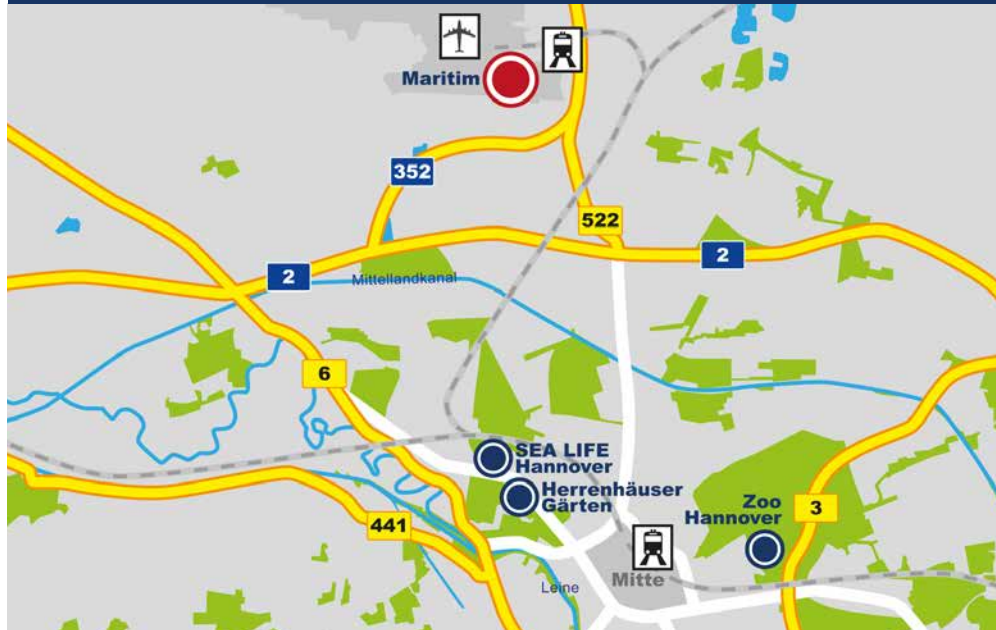 Maritim
352
522
2
2
Mittellandkanal
6
SEA LIFE
Hannover
Herrenhäuser
Gärten
Zoo
Hannover
3
441
Mitte
Leine